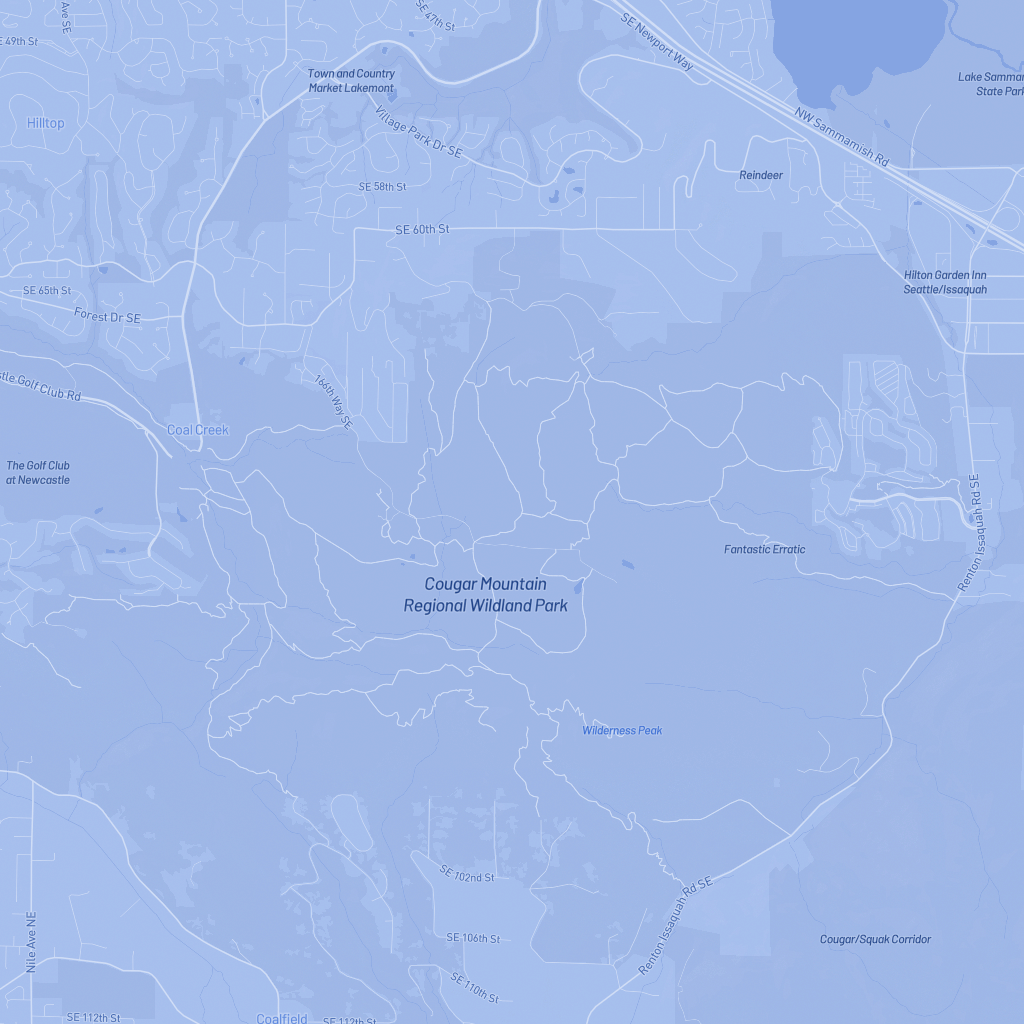 Ave SE
SE 47th St
SE Newport Way
SE 49th St
Town and Country
Market Lakemont
Lake Sammam
State Park
Hilltop
Village Park Dr SE
NW Sammamish Rd
SE 58th St
Reindeer
SE 60th St
SE 65th St
Hilton Garden Inn
Seattle/Issaquah
Forest Dr SE
stle Golf Club Rd
166th Way SE
Coal Creek
The Golf Club
at Newcastle
Renton Issaquah Rd SE
Fantastic Erratic
Cougar Mountain
Regional Wildland Park
Wilderness Peak
SE 102nd St
Renton Issaquah Rd SE
Nile Ave NE
SE 106th St
Cougar/Squak Corridor
SE 110th St
SE 112th St
Coalfield
SE 112th St